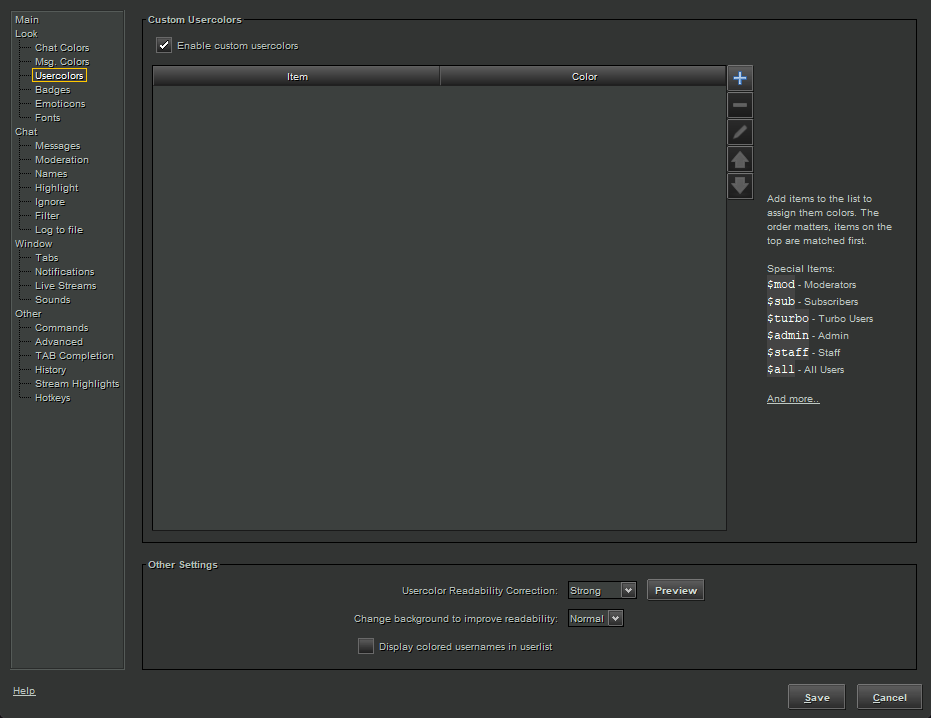 Main
Look
Chat Colors
Msg. Colors
Usercolors
Badges
Emoticons
Fonts
Chat
Messages
Moderation
Names
Highlight
Ignore
Filter
Log to file
Window
Tabs
Notifications
Live Streams
Sounds
Other
Commands
Advanced
TAB Completion
History
Stream Highlights
Hotkeys
Help
Custom Usercolors
Enable custom usercolors
Item Color
Add items to the list to
assign them colors. The
order matters, items on the
top are matched first.
Special Items:
$mod - Moderators
$sub - Subscribers
$turbo - Turbo Users
$admin - Admin
$staff - Staff
$all - All Users
And more..
Other Settings
Usercolor Readability Correction: Strong Preview
Change background to improve readability: Normal
Display colored usernames in userlist
Save Cancel